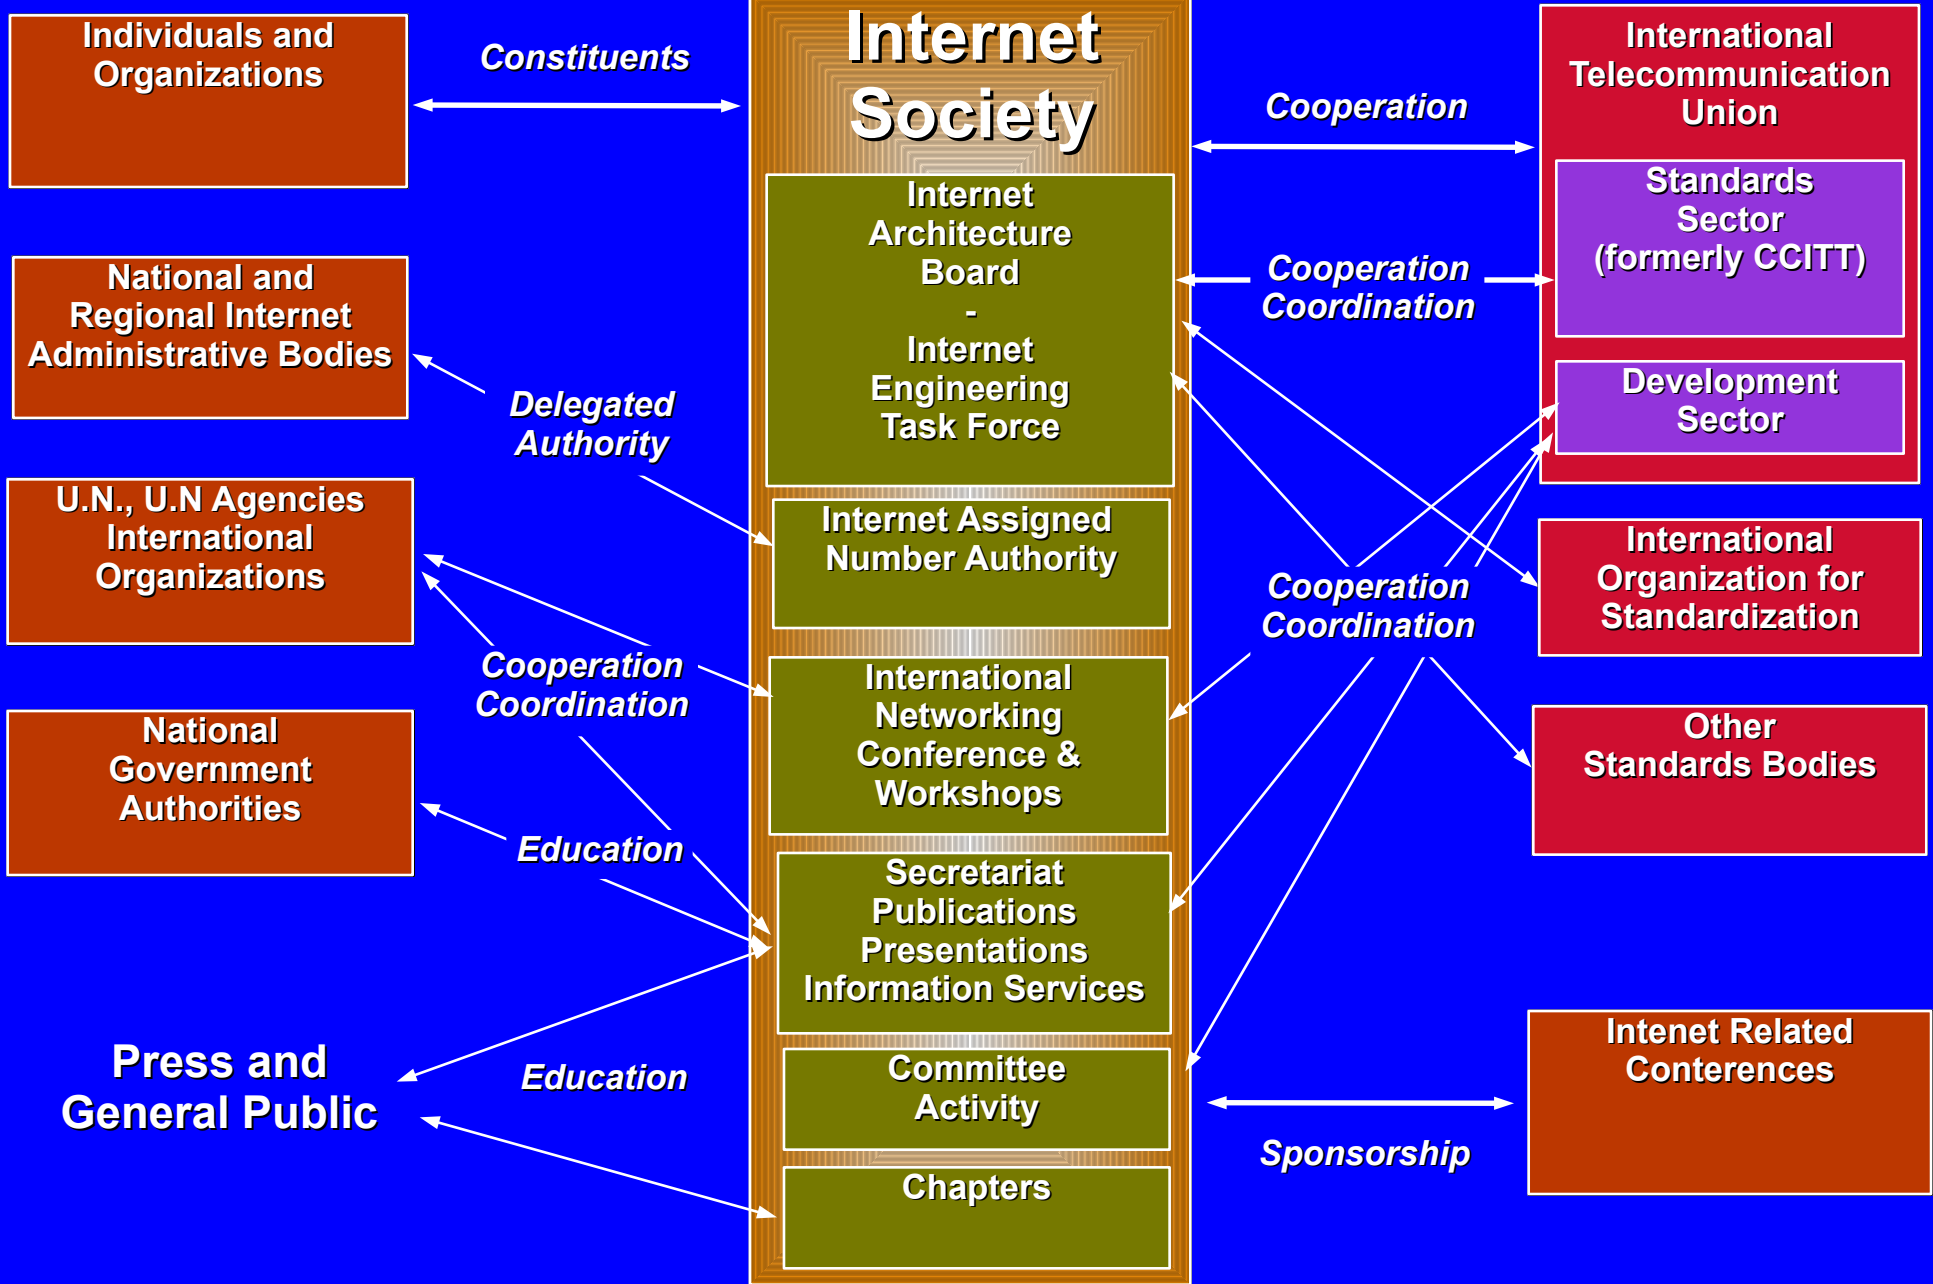 Individuals and
Organizations
Constituents
National and
Regional Internet
Administrative Bodies
Delegated
Authority
U.N., U.N Agencies
International
Organizations
Cooperation
Coordination
National
Government
Authorities
Education
Press and
General Public
Education
Internet
Society
Internet
Architecture
Board
-
Internet
Engineering
Task Force
Internet Assigned
Number Authority
International
Networking
Conference &
Workshops
Secretariat
Publications
Presentations
Information Services
Committee
Activity
Chapters
Cooperation
Cooperation
Coordination
Cooperation
Coordination
Sponsorship
International
Telecommunication
Union
Standards
Sector
(formerly CCITT)
Development
Sector
International
Organization for
Standardization
Other
Standards Bodies
Intenet Related
Conterences